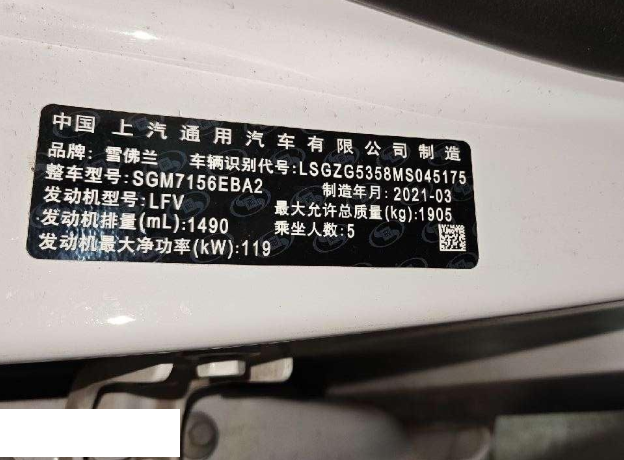 中国 上汽通用汽车有限公司 制造
品牌: 雪佛兰 车辆识别代号:LSGZG5358MS045175
整车型号:SGM7156EBA2 制造年月:2021-03
发动机型号:LFV 最大允许总质量(kg):1905
发动机排量(mL):1490 乘坐人数:5
发动机最大净功率(kW):119